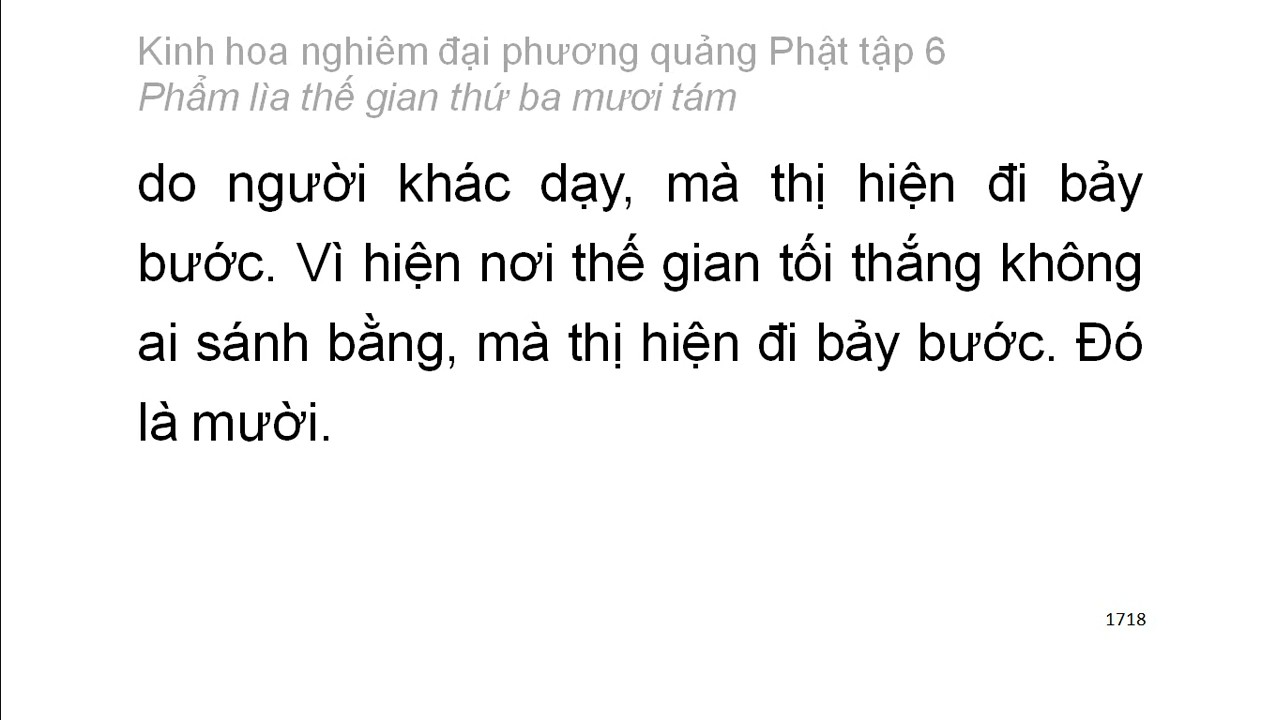 Kinh hoa nghiêm đại phương quảng Phật tập 6
Phẩm lìa thế gian thứ ba mươi tám
do người khác dạy, mà thị hiện đi bảy
bước. Vì hiện nơi thế gian tối thắng không
ai sánh bằng, mà thị hiện đi bảy bước. Đó
là mười.
1718